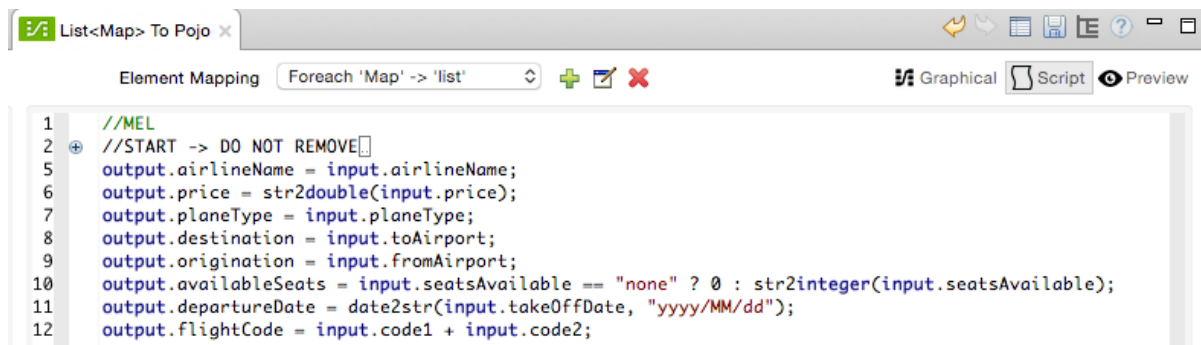 List<Map> To Pojo
Element Mapping Foreach 'Map' -> 'list' Graphical Script Preview
1 //MEL
2 //START -> DO NOT REMOVE..
5 output.airlineName = input.airlineName;
6 output.price = str2double(input.price);
7 output.planeType = input.planeType;
8 output.destination = input.toAirport;
9 output.origination = input.fromAirport;
10 output.availableSeats = input.seatsAvailable == "none" ? 0 : str2integer(input.seatsAvailable);
11 output.departureDate = date2str(input.takeOffDate, "yyyy/MM/dd");
12 output.flightCode = input.code1 + input.code2;